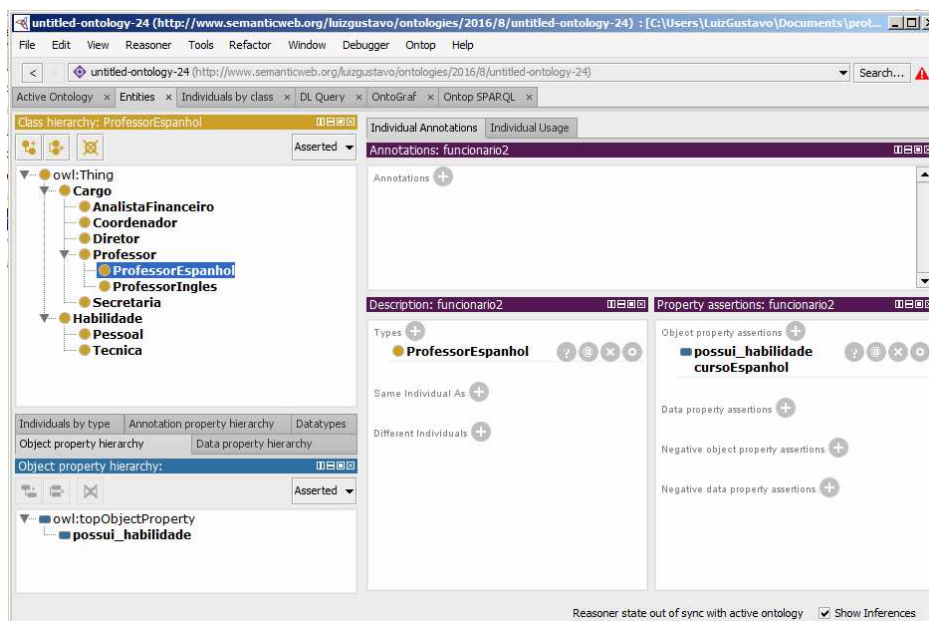 untitled-ontology-24 (http://www.semanticweb.org/luizgustavo/ontologies/2016/8/untitled-ontology-24) : [C:\Users\LuizGustavo\Documents\prot...
File Edit View Reasoner Tools Refactor Window Debugger Ontop Help
< > untitled-ontology-24 (http://www.semanticweb.org/luizgustavo/ontologies/2016/8/untitled-ontology-24) Search...
Active Ontology × Entities × Individuals by class × DL Query × OntoGraf × Ontop SPARQL ×
Class hierarchy: ProfessorEspanhol
Asserted
owl:Thing
Cargo
AnalistaFinanceiro
Coordenador
Diretor
Professor
ProfessorEspanhol
ProfessorIngles
Secretaria
Habilidade
Pessoal
Tecnica
Individuals by type Annotation property hierarchy Datatypes
Object property hierarchy Data property hierarchy
Object property hierarchy:
Asserted
owl:topObjectProperty
possui_habilidade
Individual Annotations Individual Usage
Annotations: funcionario2
Annotations
Description: funcionario2
Types
ProfessorEspanhol
Same Individual As
Different Individuals
Property assertions: funcionario2
Object property assertions
possui_habilidade
cursoEspanhol
Data property assertions
Negative object property assertions
Negative data property assertions
Reasoner state out of sync with active ontology Show Inferences